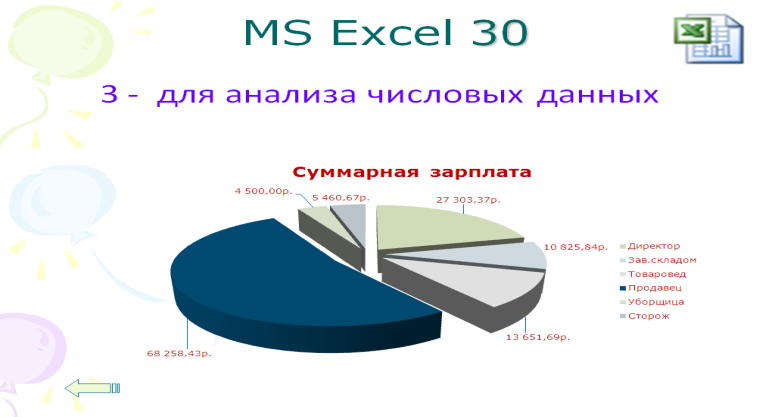 MS Excel 30
3 - для анализа числовых данных
Суммарная зарплата
4 500,00р.
5 460,67р.
27 303,37р.
10 825,84р.
13 651,69р.
68 258,43р.
Директор
Зав.складом
Товаровед
Продавец
Уборщица
Сторож